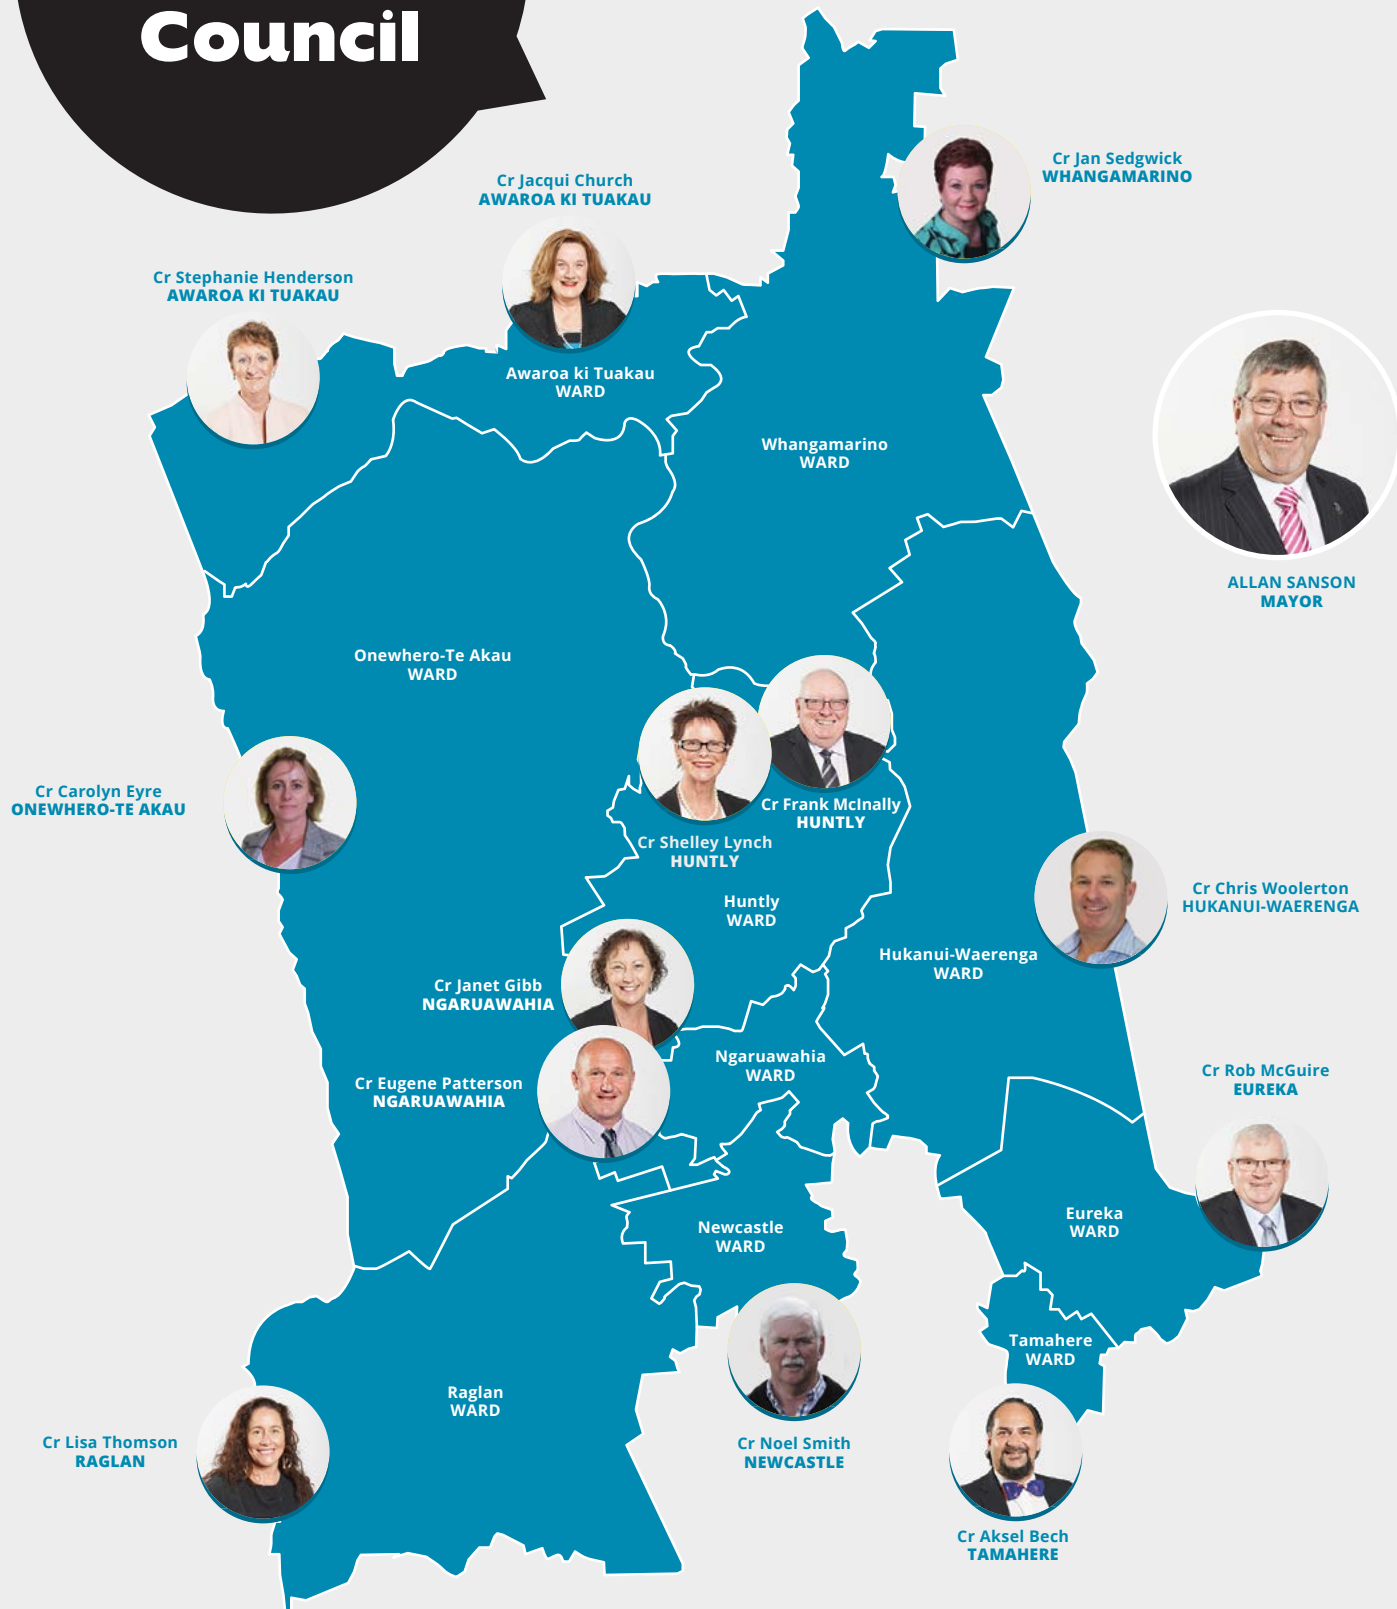 Council
Cr Jan Sedgwick
WHANGAMARINO
Cr Jacqui Church
AWAROA KI TUAKAU
Cr Stephanie Henderson
AWAROA KI TUAKAU
Awaroa ki Tuakau
WARD
Whangamarino
WARD
ALLAN SANSON
MAYOR
Onewhero-Te Akau
WARD
Cr Carolyn Eyre
ONEWHERO-TE AKAU
Cr Frank McInally
HUNTLY
Cr Shelley Lynch
HUNTLY
Huntly
WARD
Cr Chris Woolerton
HUKANUI-WAERENGA
Hukanui-Waerenga
WARD
Cr Janet Gibb
NGARUAWAHIA
Ngaruawahia
WARD
Cr Eugene Patterson
NGARUAWAHIA
Cr Rob McGuire
EUREKA
Eureka
WARD
Newcastle
WARD
Tamahere
WARD
Raglan
WARD
Cr Lisa Thomson
RAGLAN
Cr Noel Smith
NEWCASTLE
Cr Aksel Bech
TAMAHERE